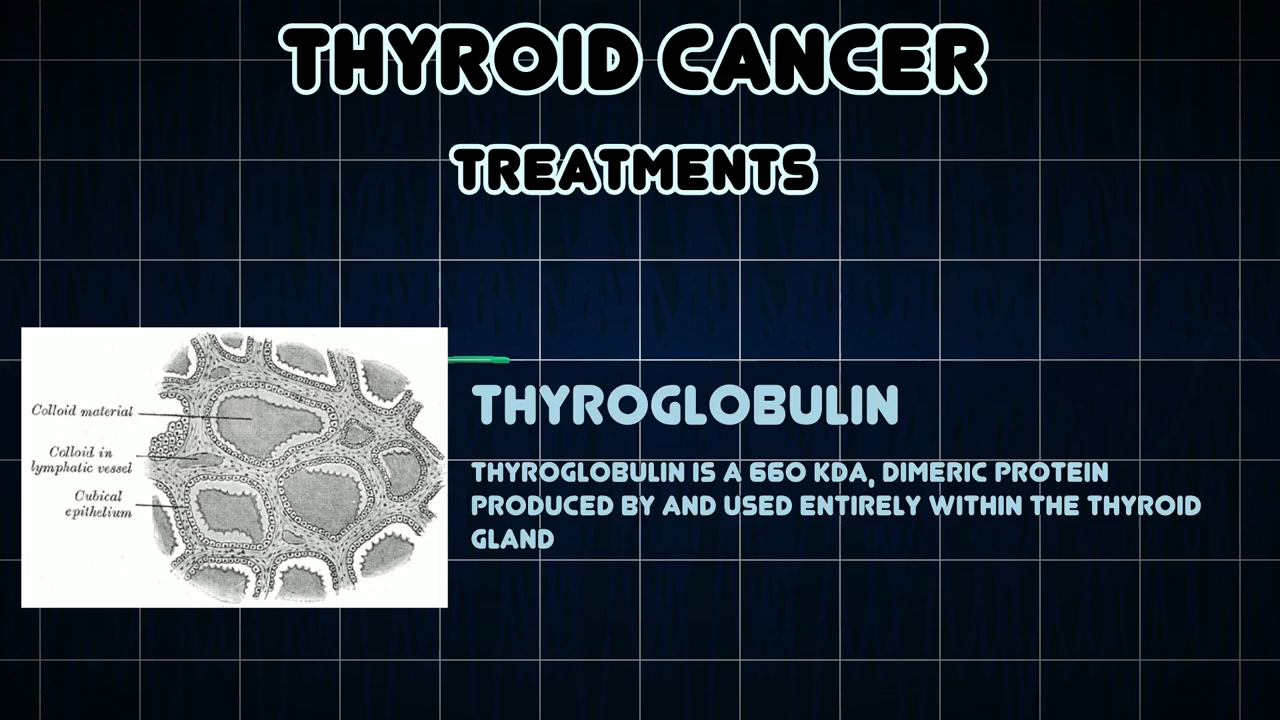 THYROID CANCER
TREATMENTS
Colloid material
Colloid in
lymphatic vessel
Cubical
epithelium
THYROGLOBULIN
THYROGLOBULIN IS A 660 KDA, DIMERIC PROTEIN
PRODUCED BY AND USED ENTIRELY WITHIN THE THYROID
GLAND